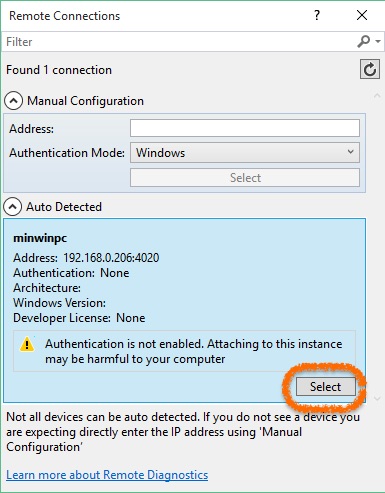 Remote Connections
Filter
Found 1 connection
Manual Configuration
Address:
Authentication Mode: Windows
Select
Auto Detected
minwinpc
Address: 192.168.0.206:4020
Authentication: None
Architecture:
Windows Version:
Developer License: None
Authentication is not enabled. Attaching to this instance
may be harmful to your computer
Select
Not all devices can be auto detected. If you do not see a device you
are expecting directly enter the IP address using 'Manual
Configuration'
Learn more about Remote Diagnostics